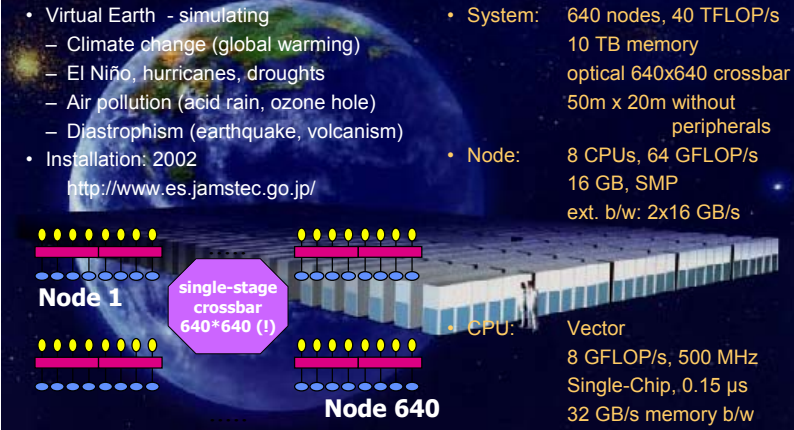 • Virtual Earth - simulating
– Climate change (global warming)
– El Niño, hurricanes, droughts
– Air pollution (acid rain, ozone hole)
– Diastrophism (earthquake, volcanism)
• Installation: 2002
http://www.es.jamstec.go.jp/
• System: 640 nodes, 40 TFLOP/s
10 TB memory
optical 640x640 crossbar
50m x 20m without
peripherals
• Node: 8 CPUs, 64 GFLOP/s
16 GB, SMP
ext. b/w: 2x16 GB/s
• CPU: Vector
8 GFLOP/s, 500 MHz
Single-Chip, 0.15 µs
32 GB/s memory b/w
Node 1
single-stage
crossbar
640*640 (!)
.....
Node 640